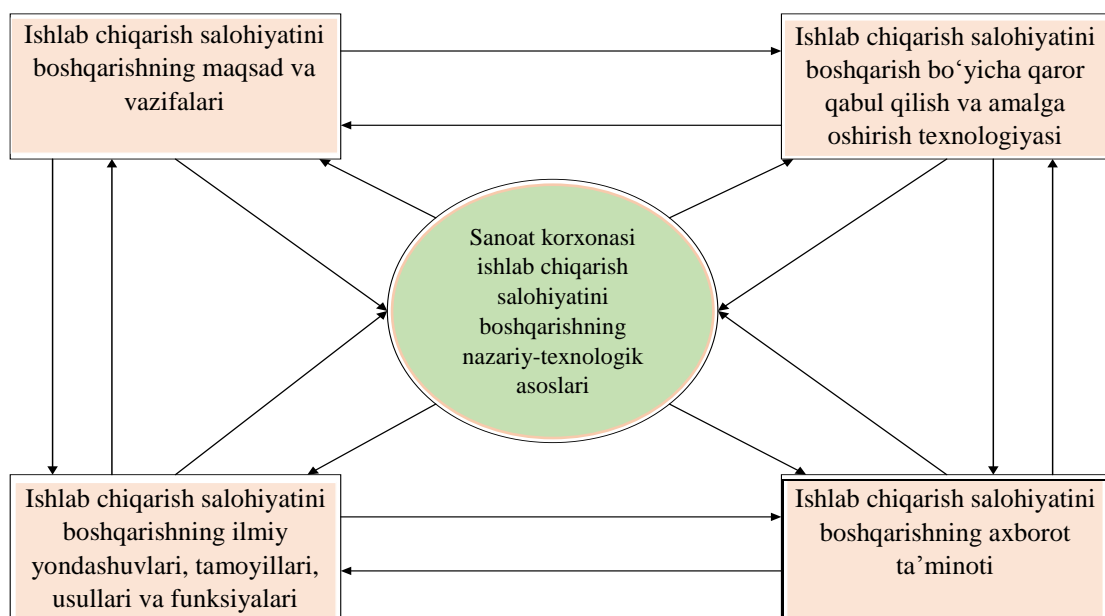 Ishlab chiqarish salohiyatini
boshqarishning maqsad va
vazifalari
Ishlab chiqarish salohiyatini
boshqarish bo‘yicha qaror
qabul qilish va amalga
oshirish texnologiyasi
Sanoat korxonasi
ishlab chiqarish
salohiyatini
boshqarishning
nazariy-texnologik
asoslari
Ishlab chiqarish salohiyatini
boshqarishning ilmiy
yondashuvlari, tamoyillari,
usullari va funksiyalari
Ishlab chiqarish salohiyatini
boshqarishning axborot
ta’minoti